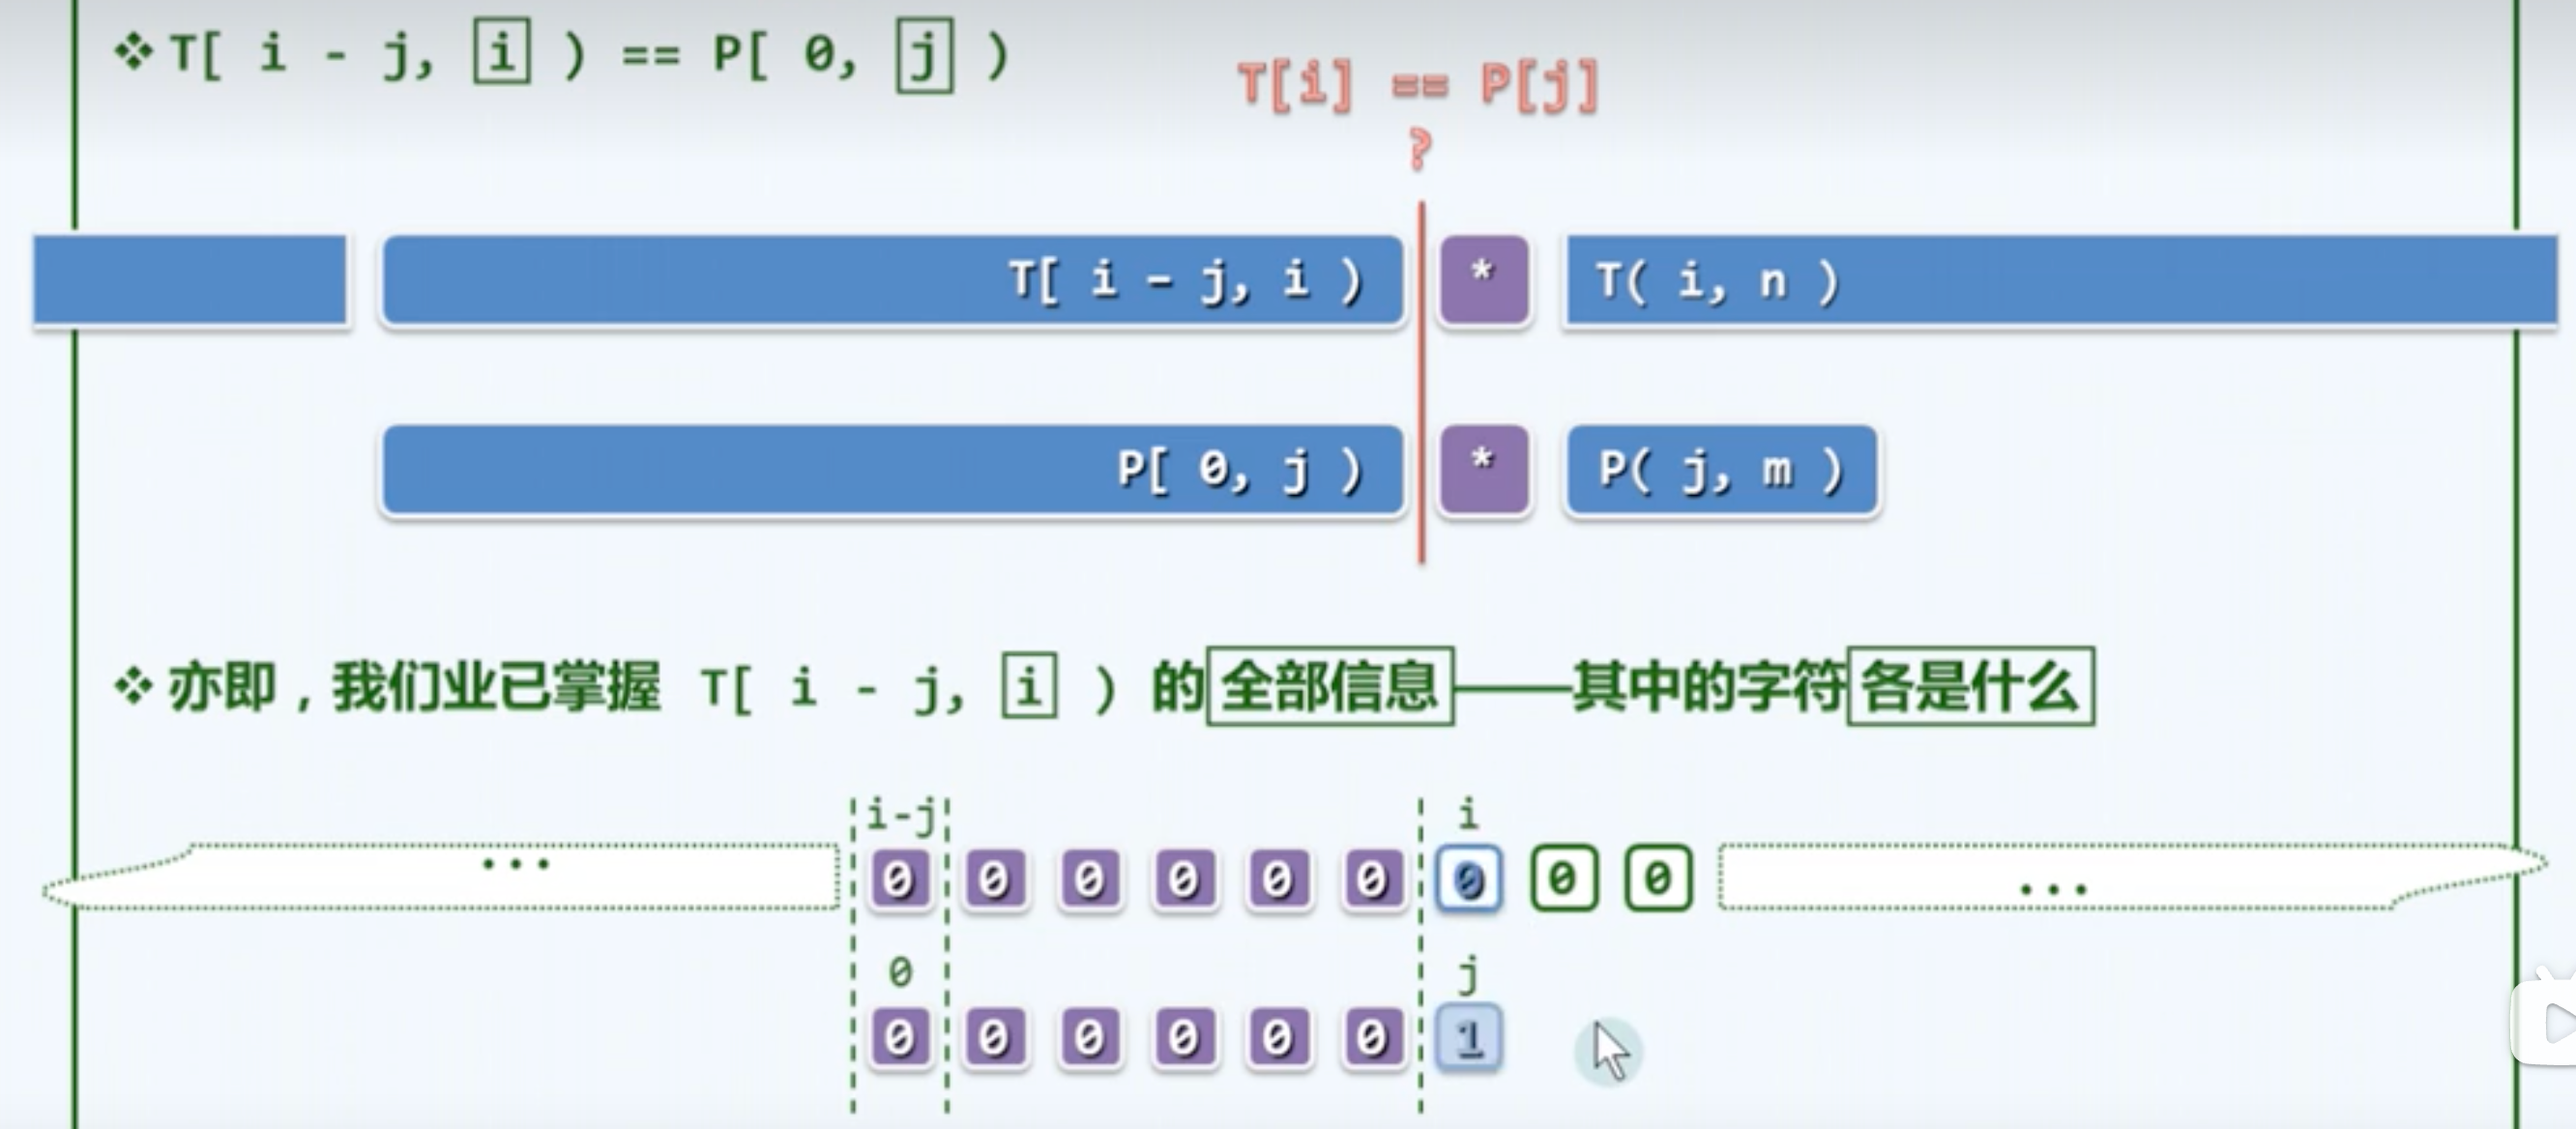 ❖ T[ i - j, i ) == P[ 0, j )
T[i] == P[j]
?
T[ i - j, i ) * T( i, n )
P[ 0, j ) * P( j, m )
❖ 亦即，我们业已掌握 T[ i - j, i ) 的全部信息——其中的字符各是什么
i-j i
... 0 0 0 0 0 0 0 0 0 ...
0 j
0 0 0 0 0 0 1